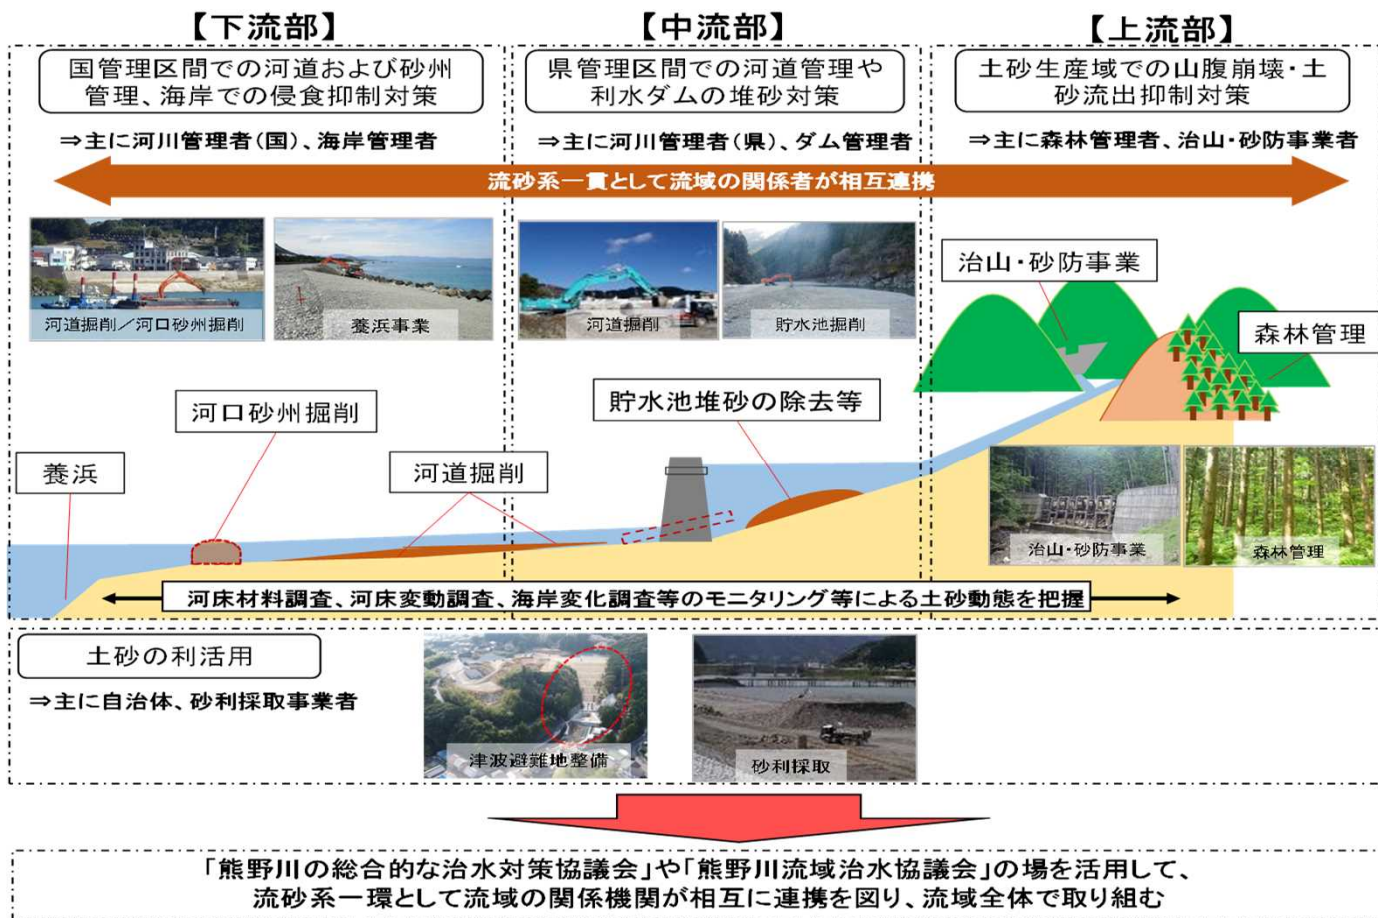 【下流部】
国管理区間での河道および砂州
管理、海岸での侵食抑制対策
⇒主に河川管理者(国)、海岸管理者
【中流部】
県管理区間での河道管理や
利水ダムの堆砂対策
⇒主に河川管理者(県)、ダム管理者
【上流部】
土砂生産域での山腹崩壊・土
砂流出抑制対策
⇒主に森林管理者、治山・砂防事業者
流砂系一貫として流域の関係者が相互連携
河道掘削/河口砂州掘削
養浜事業
河道掘削
貯水池掘削
治山・砂防事業
森林管理
河口砂州掘削
貯水池堆砂の除去等
養浜
河道掘削
治山・砂防事業
森林管理
河床材料調査、河床変動調査、海岸変化調査等のモニタリング等による土砂動態を把握
土砂の利活用
⇒主に自治体、砂利採取事業者
津波避難地整備
砂利採取
「熊野川の総合的な治水対策協議会」や「熊野川流域治水協議会」の場を活用して、
流砂系一環として流域の関係機関が相互に連携を図り、流域全体で取り組む